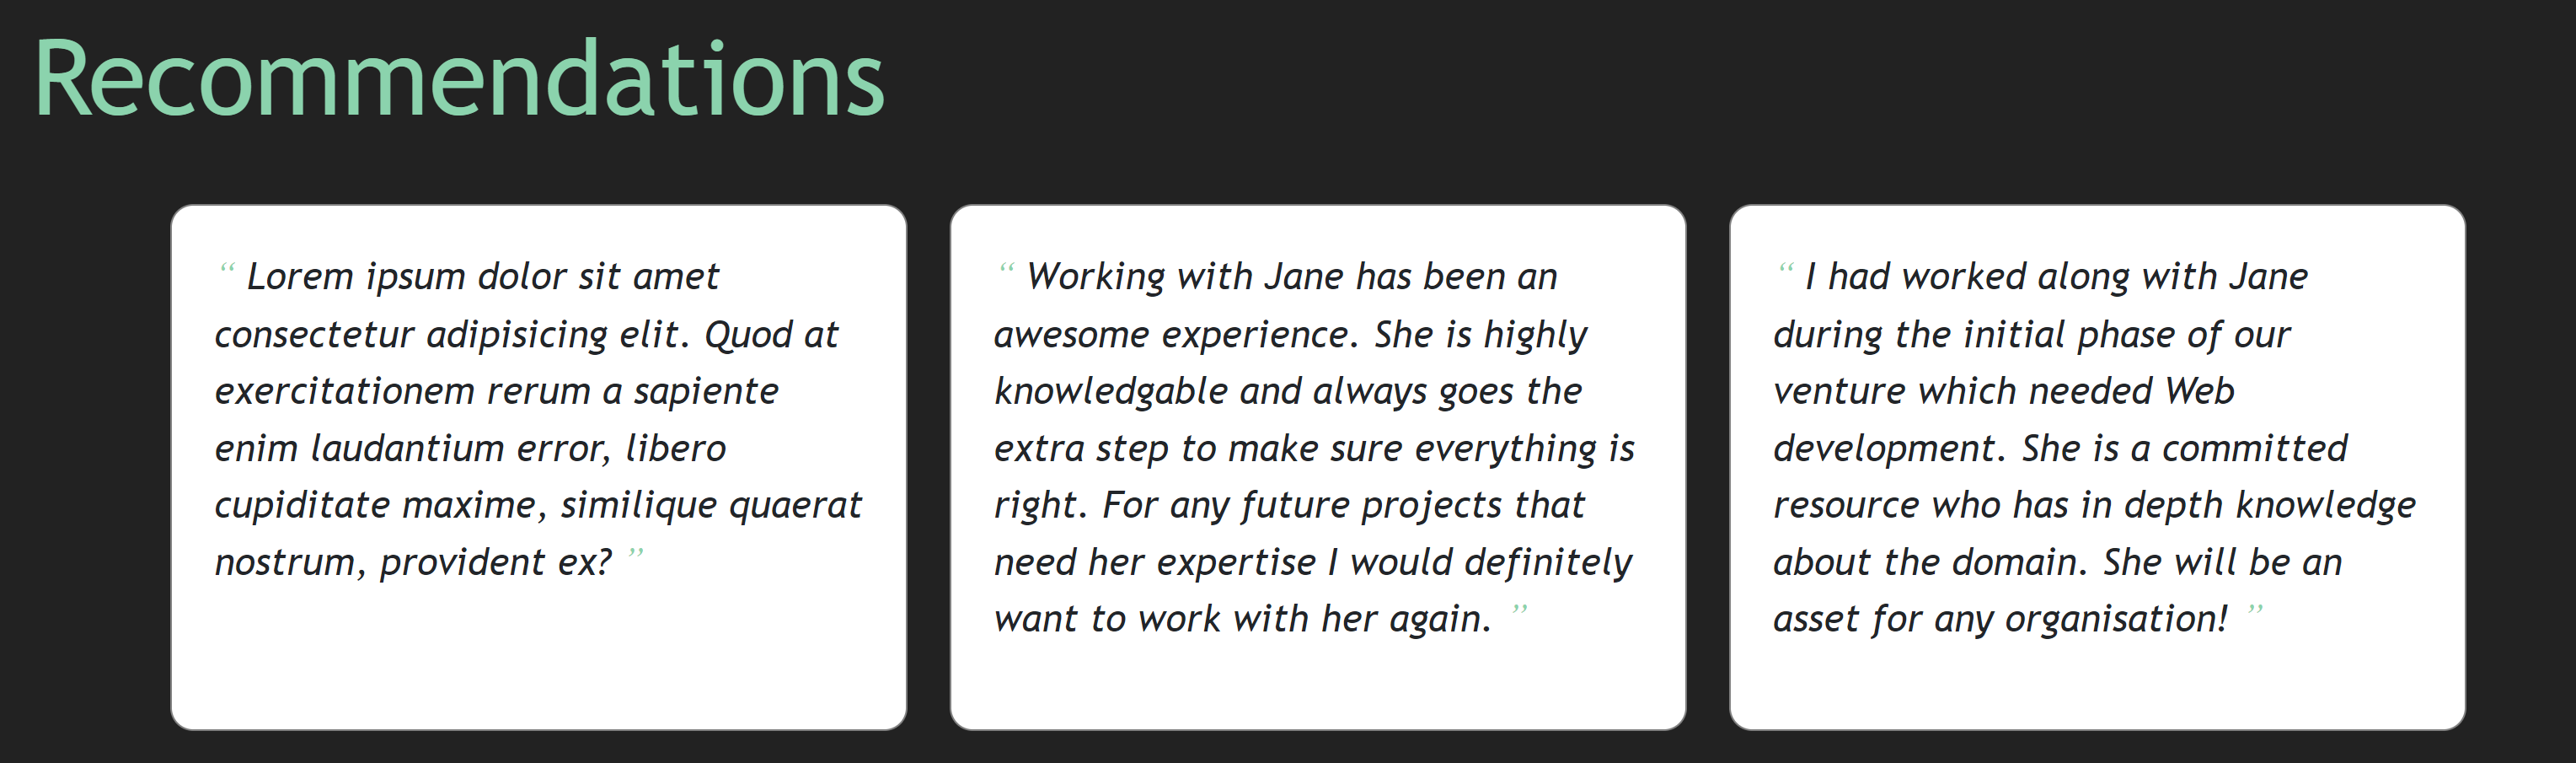 Recommendations
“ Lorem ipsum dolor sit amet
consectetur adipisicing elit. Quod at
exercitationem rerum a sapiente
enim laudantium error, libero
cupiditate maxime, similique quaerat
nostrum, provident ex? ”
“ Working with Jane has been an
awesome experience. She is highly
knowledgable and always goes the
extra step to make sure everything is
right. For any future projects that
need her expertise I would definitely
want to work with her again. ”
“ I had worked along with Jane
during the initial phase of our
venture which needed Web
development. She is a committed
resource who has in depth knowledge
about the domain. She will be an
asset for any organisation! ”